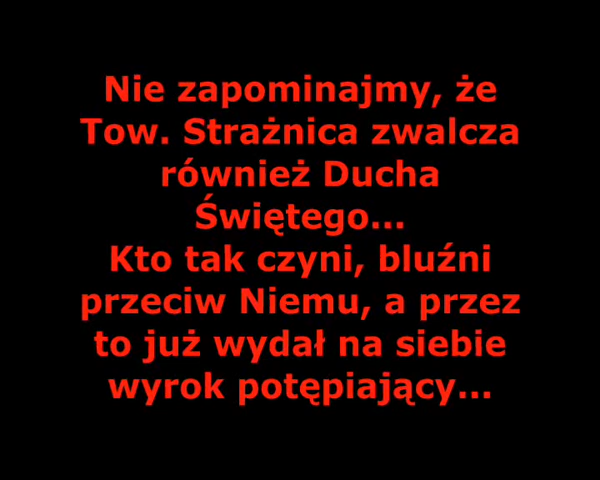 Nie zapominajmy, że
Tow. Strażnica zwalcza
również Ducha
Świętego...
Kto tak czyni, bluźni
przeciw Niemu, a przez
to już wydał na siebie
wyrok potępiający...